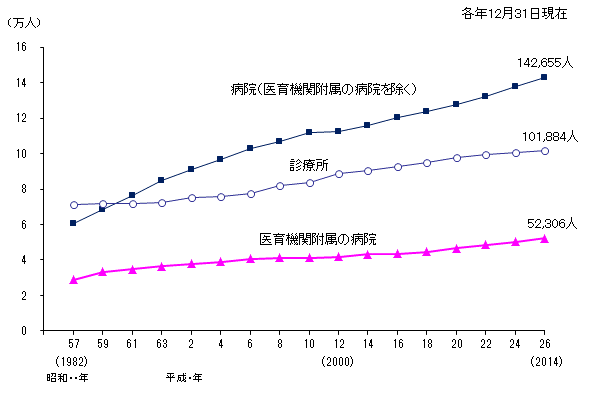 各年12月31日現在
(万人)
16
14
12
10
8
6
4
2
0
142,655人
病院(医育機関附属の病院を除く)
101,884人
診療所
52,306人
医育機関附属の病院
57 59 61 63 2 4 6 8 10 12 14 16 18 20 22 24 26
(1982) (2000) (2014)
昭和・・年 平成・年